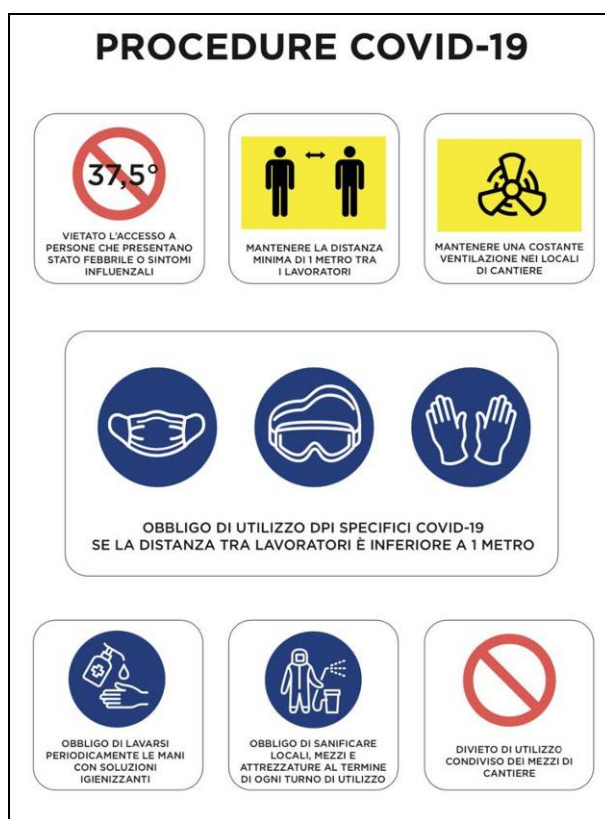 PROCEDURE COVID-19
37,5°
VIETATO L'ACCESSO A
PERSONE CHE PRESENTANO
STATO FEBBRILE O SINTOMI
INFLUENZALI
MANTENERE LA DISTANZA
MINIMA DI 1 METRO TRA
I LAVORATORI
MANTENERE UNA COSTANTE
VENTILAZIONE NEI LOCALI
DI CANTIERE
OBBLIGO DI UTILIZZO DPI SPECIFICI COVID-19
SE LA DISTANZA TRA LAVORATORI È INFERIORE A 1 METRO
OBBLIGO DI LAVARSI
PERIODICAMENTE LE MANI
CON SOLUZIONI
IGIENIZZANTI
OBBLIGO DI SANIFICARE
LOCALI, MEZZI E
ATTREZZATURE AL TERMINE
DI OGNI TURNO DI UTILIZZO
DIVIETO DI UTILIZZO
CONDIVISO DEI MEZZI DI
CANTIERE